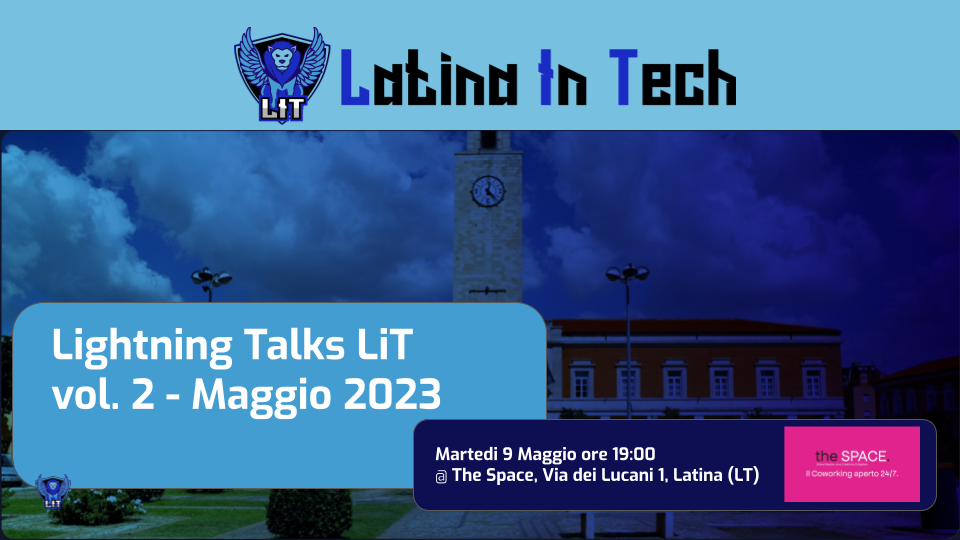 LiT
Latina In Tech
Lightning Talks LiT
vol. 2 - Maggio 2023
Martedi 9 Maggio ore 19:00
@ The Space, Via dei Lucani 1, Latina (LT)
the SPACE.
Il Coworking aperto 24/7.
LiT